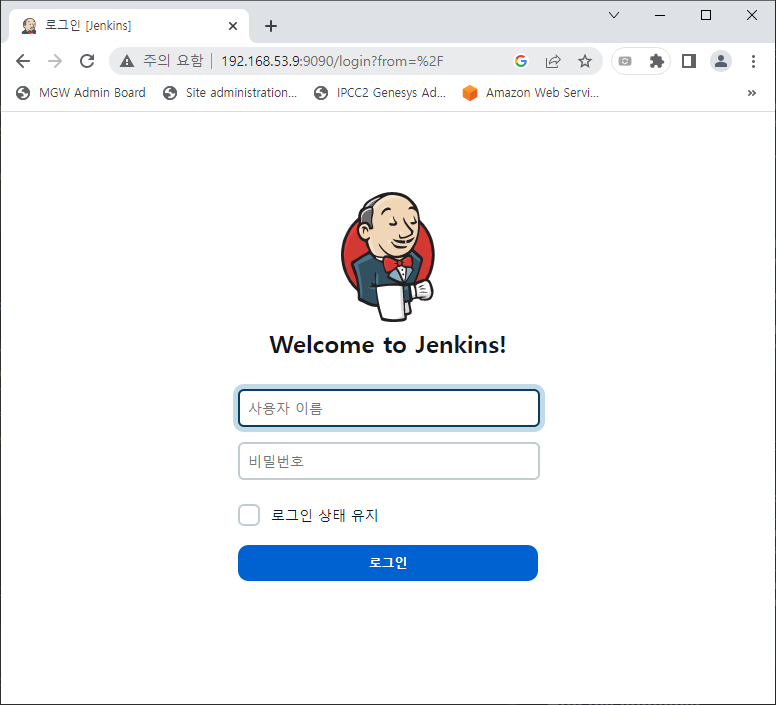 로그인 [Jenkins]
주의 요함 | 192.168.53.9:9090/login?from=%2F
MGW Admin Board Site administration... IPCC2 Genesys Ad... Amazon Web Servi... »
Welcome to Jenkins!
사용자 이름
비밀번호
로그인 상태 유지
로그인